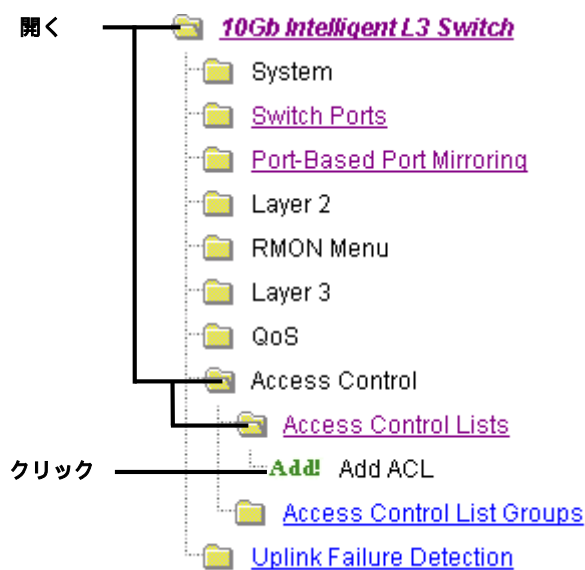 開く
10Gb Intelligent L3 Switch
System
Switch Ports
Port-Based Port Mirroring
Layer 2
RMON Menu
Layer 3
QoS
Access Control
Access Control Lists
クリック Add! Add ACL
Access Control List Groups
Uplink Failure Detection